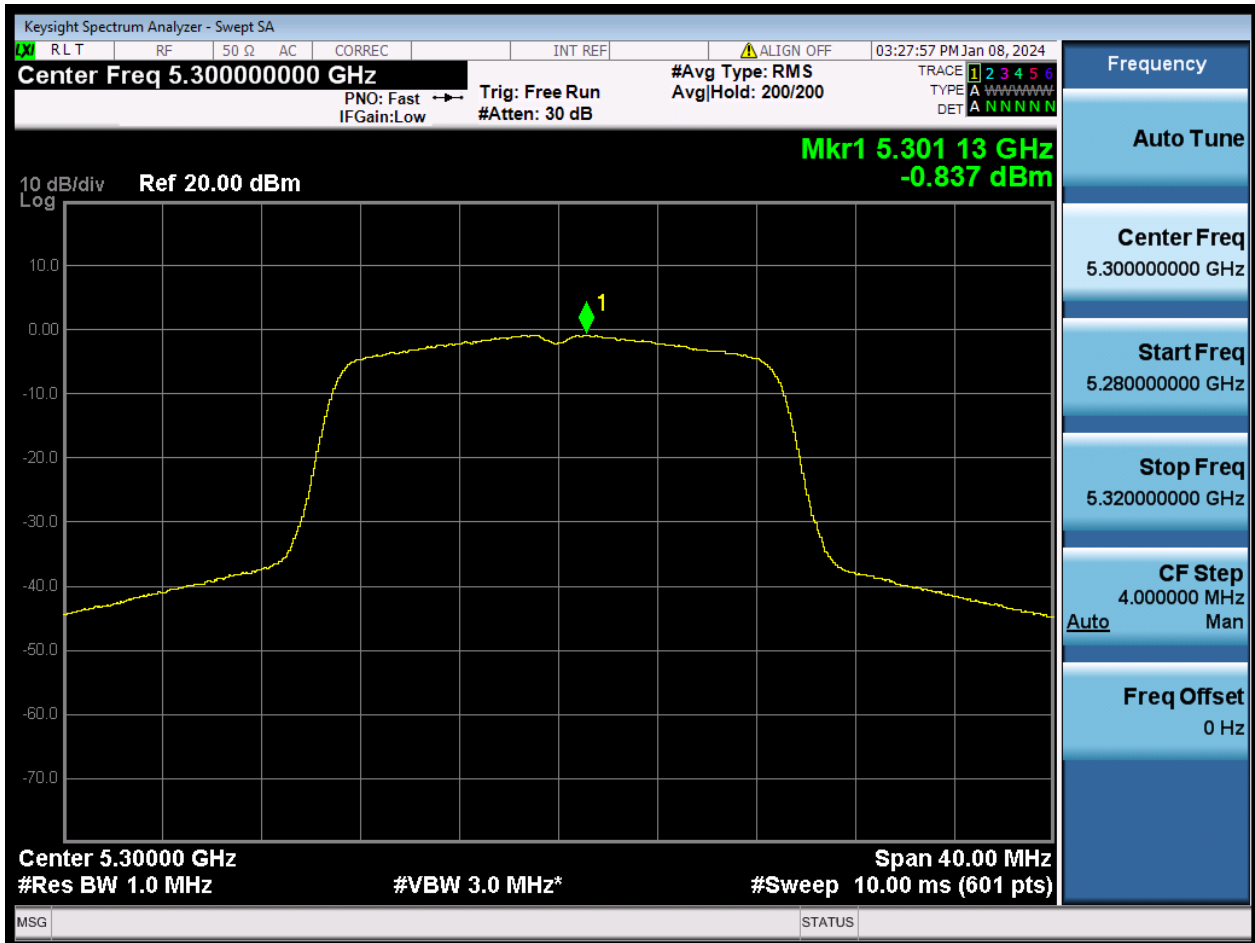 Keysight Spectrum Analyzer - Swept SA
LXI RLT RF 50 Ω AC CORREC INT REF ALIGN OFF 03:27:57 PM Jan 08, 2024
Center Freq 5.300000000 GHz
PNO: Fast
IFGain:Low
Trig: Free Run
#Atten: 30 dB
#Avg Type: RMS
Avg|Hold: 200/200
TRACE 1 2 3 4 5 6
TYPE A WWWWW
DET A N N N N N
Mkr1 5.301 13 GHz
-0.837 dBm
10 dB/div Ref 20.00 dBm
Log
10.0
0.00
-10.0
-20.0
-30.0
-40.0
-50.0
-60.0
-70.0
1
Center 5.30000 GHz Span 40.00 MHz
#Res BW 1.0 MHz #VBW 3.0 MHz* #Sweep 10.00 ms (601 pts)
MSG STATUS
Frequency
Auto Tune
Center Freq
5.300000000 GHz
Start Freq
5.280000000 GHz
Stop Freq
5.320000000 GHz
CF Step
4.000000 MHz
Auto Man
Freq Offset
0 Hz